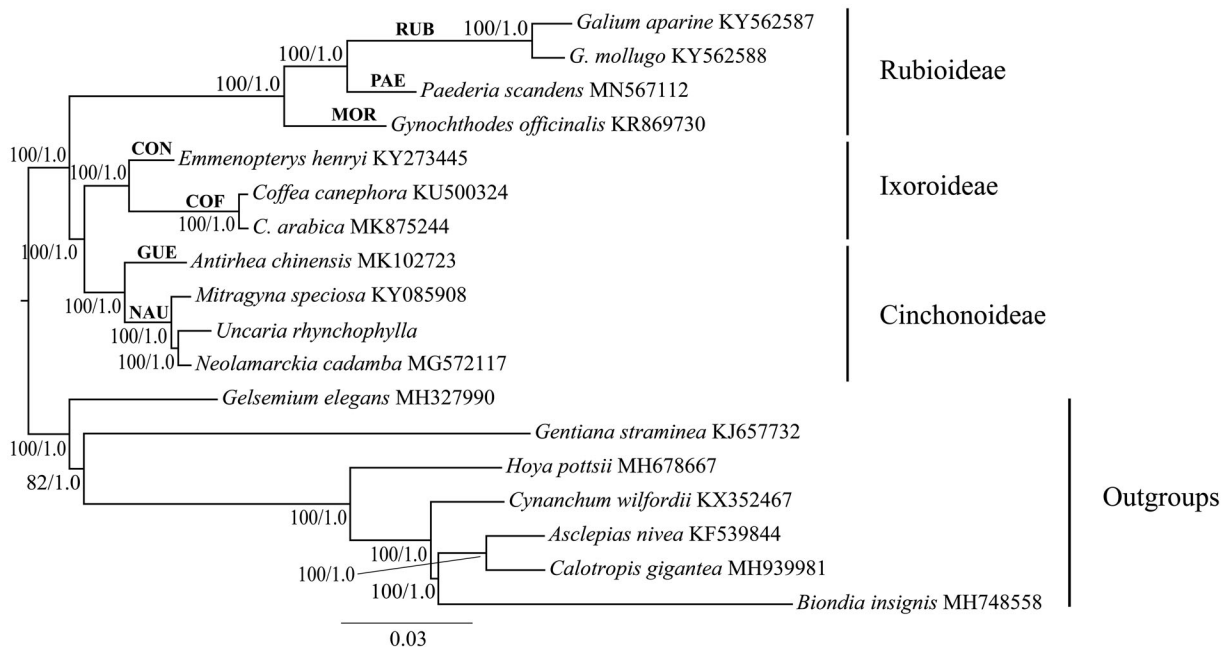 Galium aparine KY562587
RUB
100/1.0
G. mollugo KY562588
100/1.0
Rubioideae
PAE
Paederia scandens MN567112
100/1.0
MOR
Gynochthodes officinalis KR869730
100/1.0
CON
Emmenopterys henryi KY273445
100/1.0
Coffea canephora KU500324
Ixoroideae
COF
100/1.0
C. arabica MK875244
100/1.0
GUE
Antirhea chinensis MK102723
Mitragyna speciosa KY085908
100/1.0
NAU
Cinchonoideae
Uncaria rhynchophylla
100/1.0
100/1.0
Neolamarckia cadamba MG572117
Gelsemium elegans MH327990
Gentiana straminea KJ657732
100/1.0
Hoya pottsii MH678667
82/1.0
Cynanchum wilfordii KX352467
Outgroups
100/1.0
Asclepias nivea KF539844
100/1.0
Calotropis gigantea MH939981
100/1.0
100/1.0
Biondia insignis MH748558
0.03